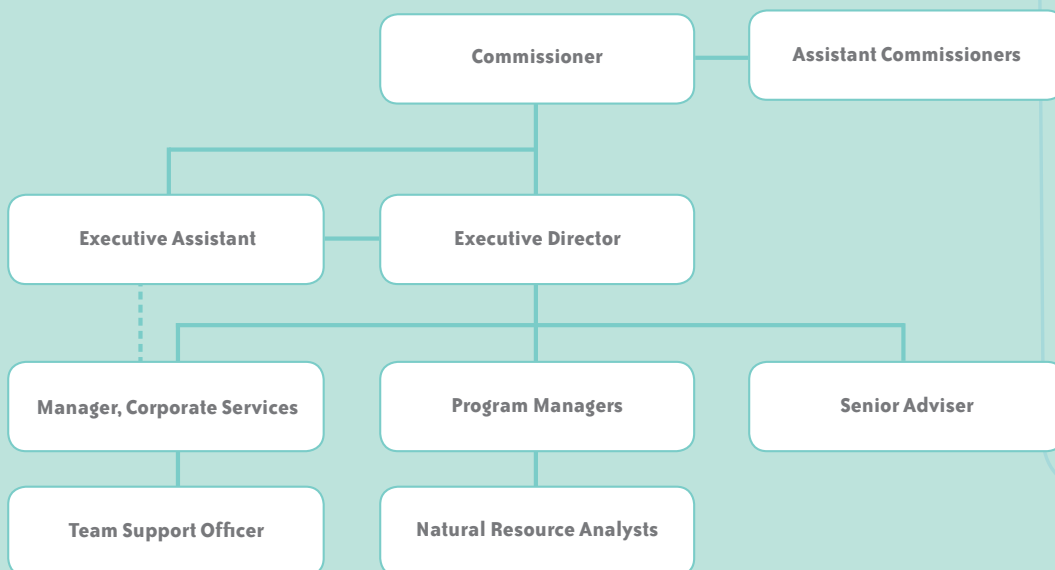 Commissioner
Assistant Commissioners
Executive Assistant
Executive Director
Manager, Corporate Services
Program Managers
Senior Adviser
Team Support Officer
Natural Resource Analysts